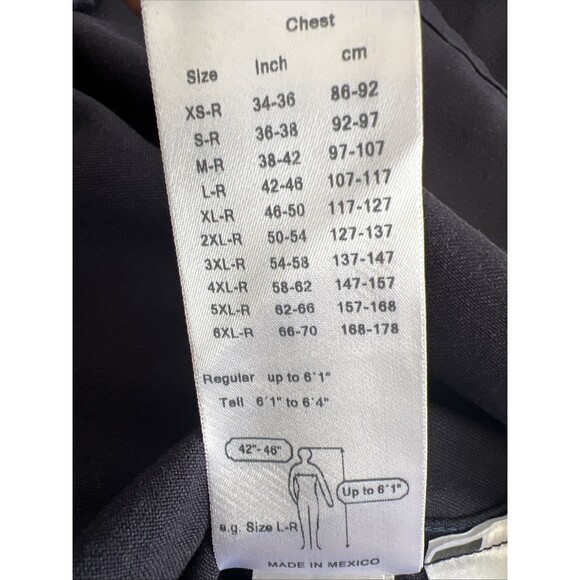 Chest
Size Inch cm
XS-R 34-36 86-92
S-R 36-38 92-97
M-R 38-42 97-107
L-R 42-46 107-117
XL-R 46-50 117-127
2XL-R 50-54 127-137
3XL-R 54-58 137-147
4XL-R 58-62 147-157
5XL-R 62-66 157-168
6XL-R 66-70 168-178
Regular up to 6'1"
Tall 6'1" to 6'4"
42"- 46"
Up to 6'1"
e.g. Size L-R
MADE IN MEXICO